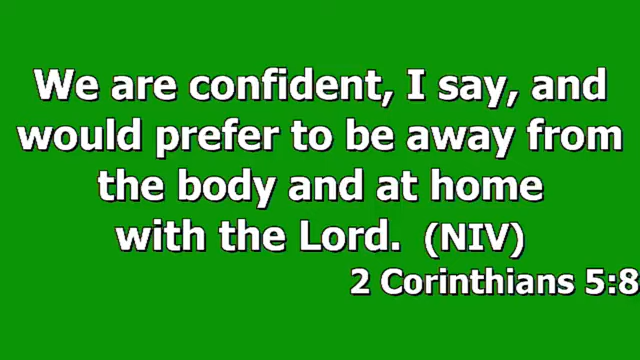 We are confident, I say, and
would prefer to be away from
the body and at home
with the Lord. (NIV)
2 Corinthians 5:8